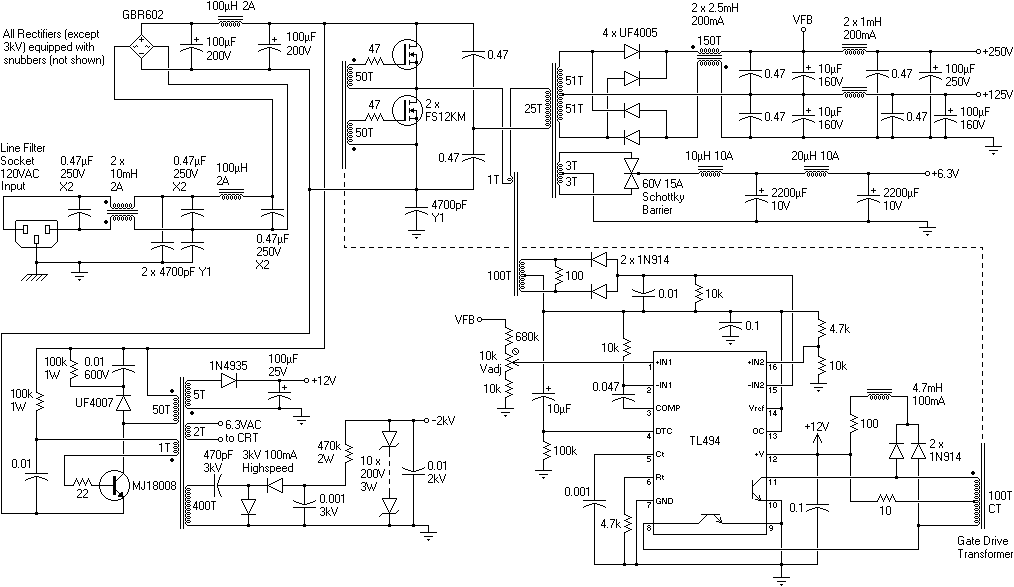 GBR602
100µH 2A
All Rectifiers (except
3kV) equipped with
snubbers (not shown)
100µF
200V
100µF
200V
47
50T
47
50T
2 x
FS12KM
0.47
0.47
1T
4700pF
Y1
25T
4 x UF4005
51T
51T
3T
3T
2 x 2.5mH
200mA
150T
VFB
2 x 1mH
200mA
0.47
10µF
160V
0.47
100µF
250V
+250V
+125V
0.47
10µF
160V
0.47
100µF
160V
60V 15A
Schottky
Barrier
10µH 10A
20µH 10A
+6.3V
2200µF
10V
2200µF
10V
Line Filter
Socket
120VAC
Input
0.47µF
250V
X2
2 x
10mH
2A
0.47µF
250V
X2
100µH
2A
0.47µF
250V
X2
2 x 4700pF Y1
100T
100
2 x 1N914
0.01
10k
0.1
4.7k
10k
VFB
680k
10k
Vadj
10k
10k
0.047
10µF
100k
1
+IN1
2
-IN1
3
COMP
4
DTC
5
Ct
6
Rt
7
GND
8
TL494
+IN2
16
-IN2
15
Vref
14
OC
13
+V
12
11
10
9
0.001
4.7k
+12V
0.1
100
4.7mH
100mA
2 x
1N914
10
100T
CT
Gate Drive
Transformer
100k
1W
0.01
600V
100k
1W
UF4007
0.01
22
MJ18008
50T
1T
1N4935
100µF
25V
+12V
5T
2T
6.3VAC
to CRT
470pF
3kV
3kV 100mA
Highspeed
400T
0.001
3kV
470k
2W
10 x
200V
3W
0.01
2kV
-2kV